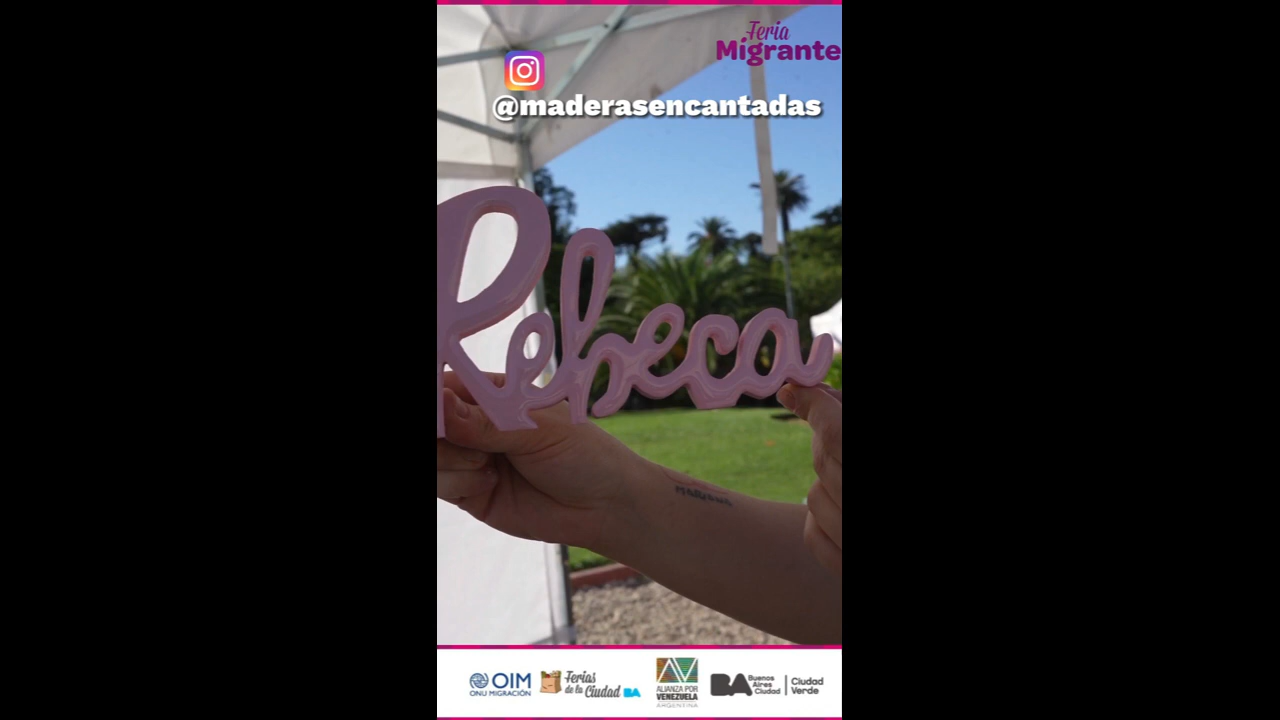 Feria
Migrante
@maderasencantadas
Rebeca
OIM
ONU MIGRACIÓN
Ferias
de la Ciudad BA
AV
ALIANZA POR
VENEZUELA
ARGENTINA
BA Buenos
Aires
Ciudad
Ciudad
Verde